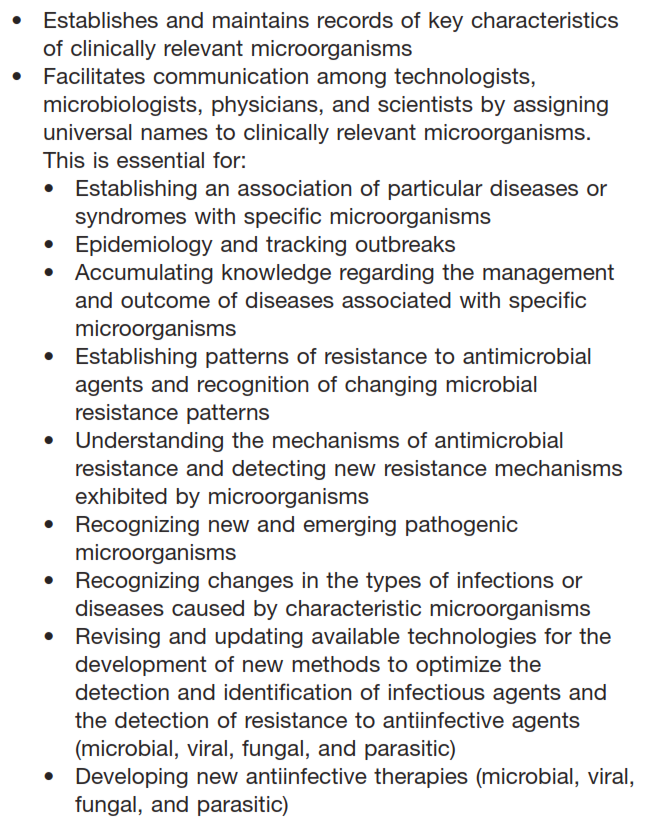 • Establishes and maintains records of key characteristics
of clinically relevant microorganisms
• Facilitates communication among technologists,
microbiologists, physicians, and scientists by assigning
universal names to clinically relevant microorganisms.
This is essential for:
• Establishing an association of particular diseases or
syndromes with specific microorganisms
• Epidemiology and tracking outbreaks
• Accumulating knowledge regarding the management
and outcome of diseases associated with specific
microorganisms
• Establishing patterns of resistance to antimicrobial
agents and recognition of changing microbial
resistance patterns
• Understanding the mechanisms of antimicrobial
resistance and detecting new resistance mechanisms
exhibited by microorganisms
• Recognizing new and emerging pathogenic
microorganisms
• Recognizing changes in the types of infections or
diseases caused by characteristic microorganisms
• Revising and updating available technologies for the
development of new methods to optimize the
detection and identification of infectious agents and
the detection of resistance to antiinfective agents
(microbial, viral, fungal, and parasitic)
• Developing new antiinfective therapies (microbial, viral,
fungal, and parasitic)